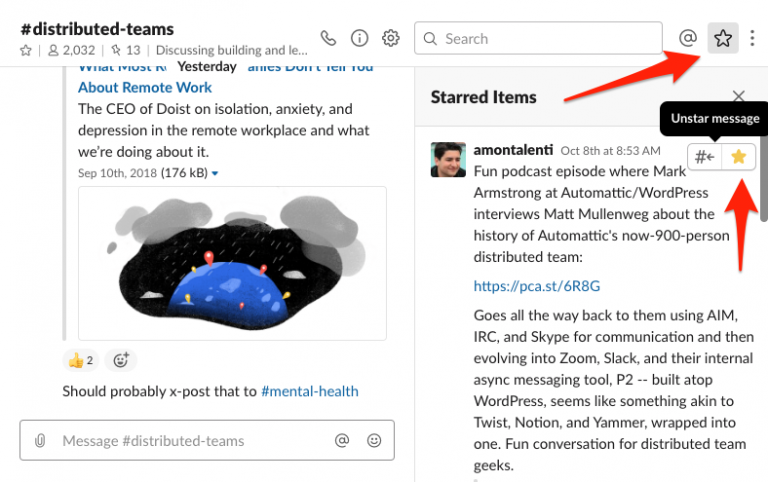 #distributed-teams
2,032 | 13 | Discussing building and le...
Search
What Most R
Yesterday
anies Don't Tell You
About Remote Work
The CEO of Doist on isolation, anxiety, and
depression in the remote workplace and what
we're doing about it.
Sep 10th, 2018 (176 kB)
2
Should probably x-post that to #mental-health
Message #distributed-teams
Starred Items
Unstar message
amontalenti Oct 8th at 8:53 AM
Fun podcast episode where Mark
Armstrong at Automattic/WordPress
interviews Matt Mullenweg about the
history of Automattic's now-900-person
distributed team:
https://pca.st/6R8G
Goes all the way back to them using AIM,
IRC, and Skype for communication and then
evolving into Zoom, Slack, and their internal
async messaging tool, P2 -- built atop
WordPress, seems like something akin to
Twist, Notion, and Yammer, wrapped into
one. Fun conversation for distributed team
geeks.